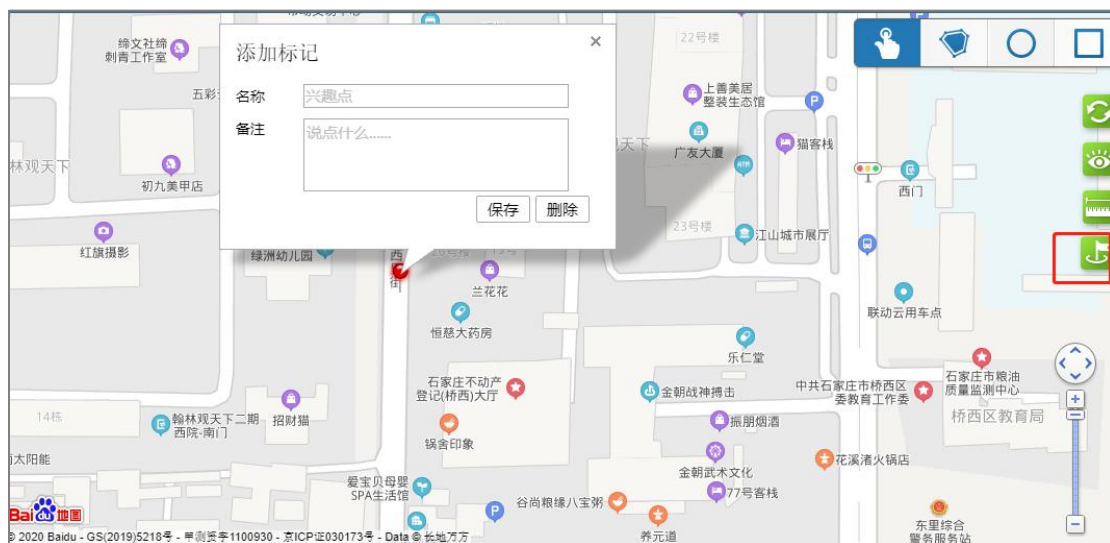 缔文社缔
刺青工作室
添加标记
×
22号楼
名称
兴趣点
备注
说点什么......
保存
删除
上善美居
整装生态馆
P
广友大厦
ATM
猫客栈
西门
五彩
林观天下
初九美甲店
天下
红旗摄影
绿洲幼儿园
西
街
23号楼
江山城市展厅
兰花花
恒慈大药房
联动云用车点
乐仁堂
石家庄不动产
登记(桥西)大厅
金朝战神搏击
中共石家庄市桥西区
委教育工作委
石家庄市粮油
质量监测中心
桥西区教育局
14栋
翰林观天下二期
西院-南门
招财猫
锅舍印象
振朋烟酒
太阳能
金朝武术文化
花溪渚火锅店
爱宝贝母婴
SPA生活馆
77号客栈
谷尚粮缘八宝粥
P
养元道
东里综合
警务服务站
Bai 地图
© 2020 Baidu - GS(2019)5218号 - 甲测资字1100930 - 京ICP证030173号 - Data © 长地万方